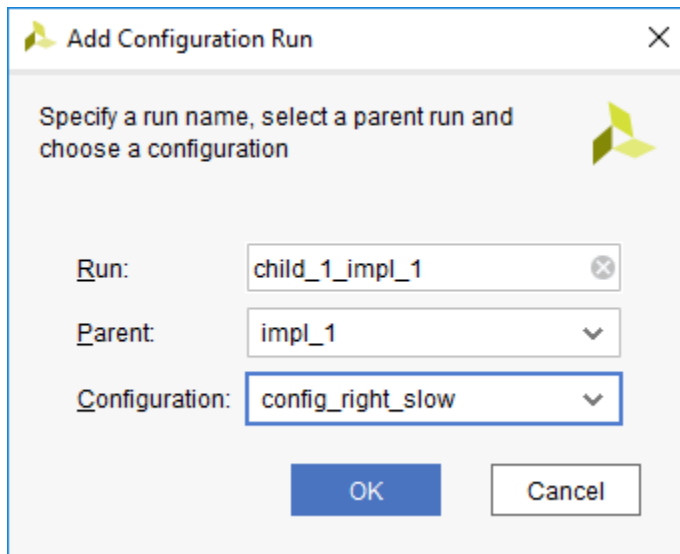 Add Configuration Run
Specify a run name, select a parent run and
choose a configuration
Run: child_1_impl_1
Parent: impl_1
Configuration: config_right_slow
OK Cancel